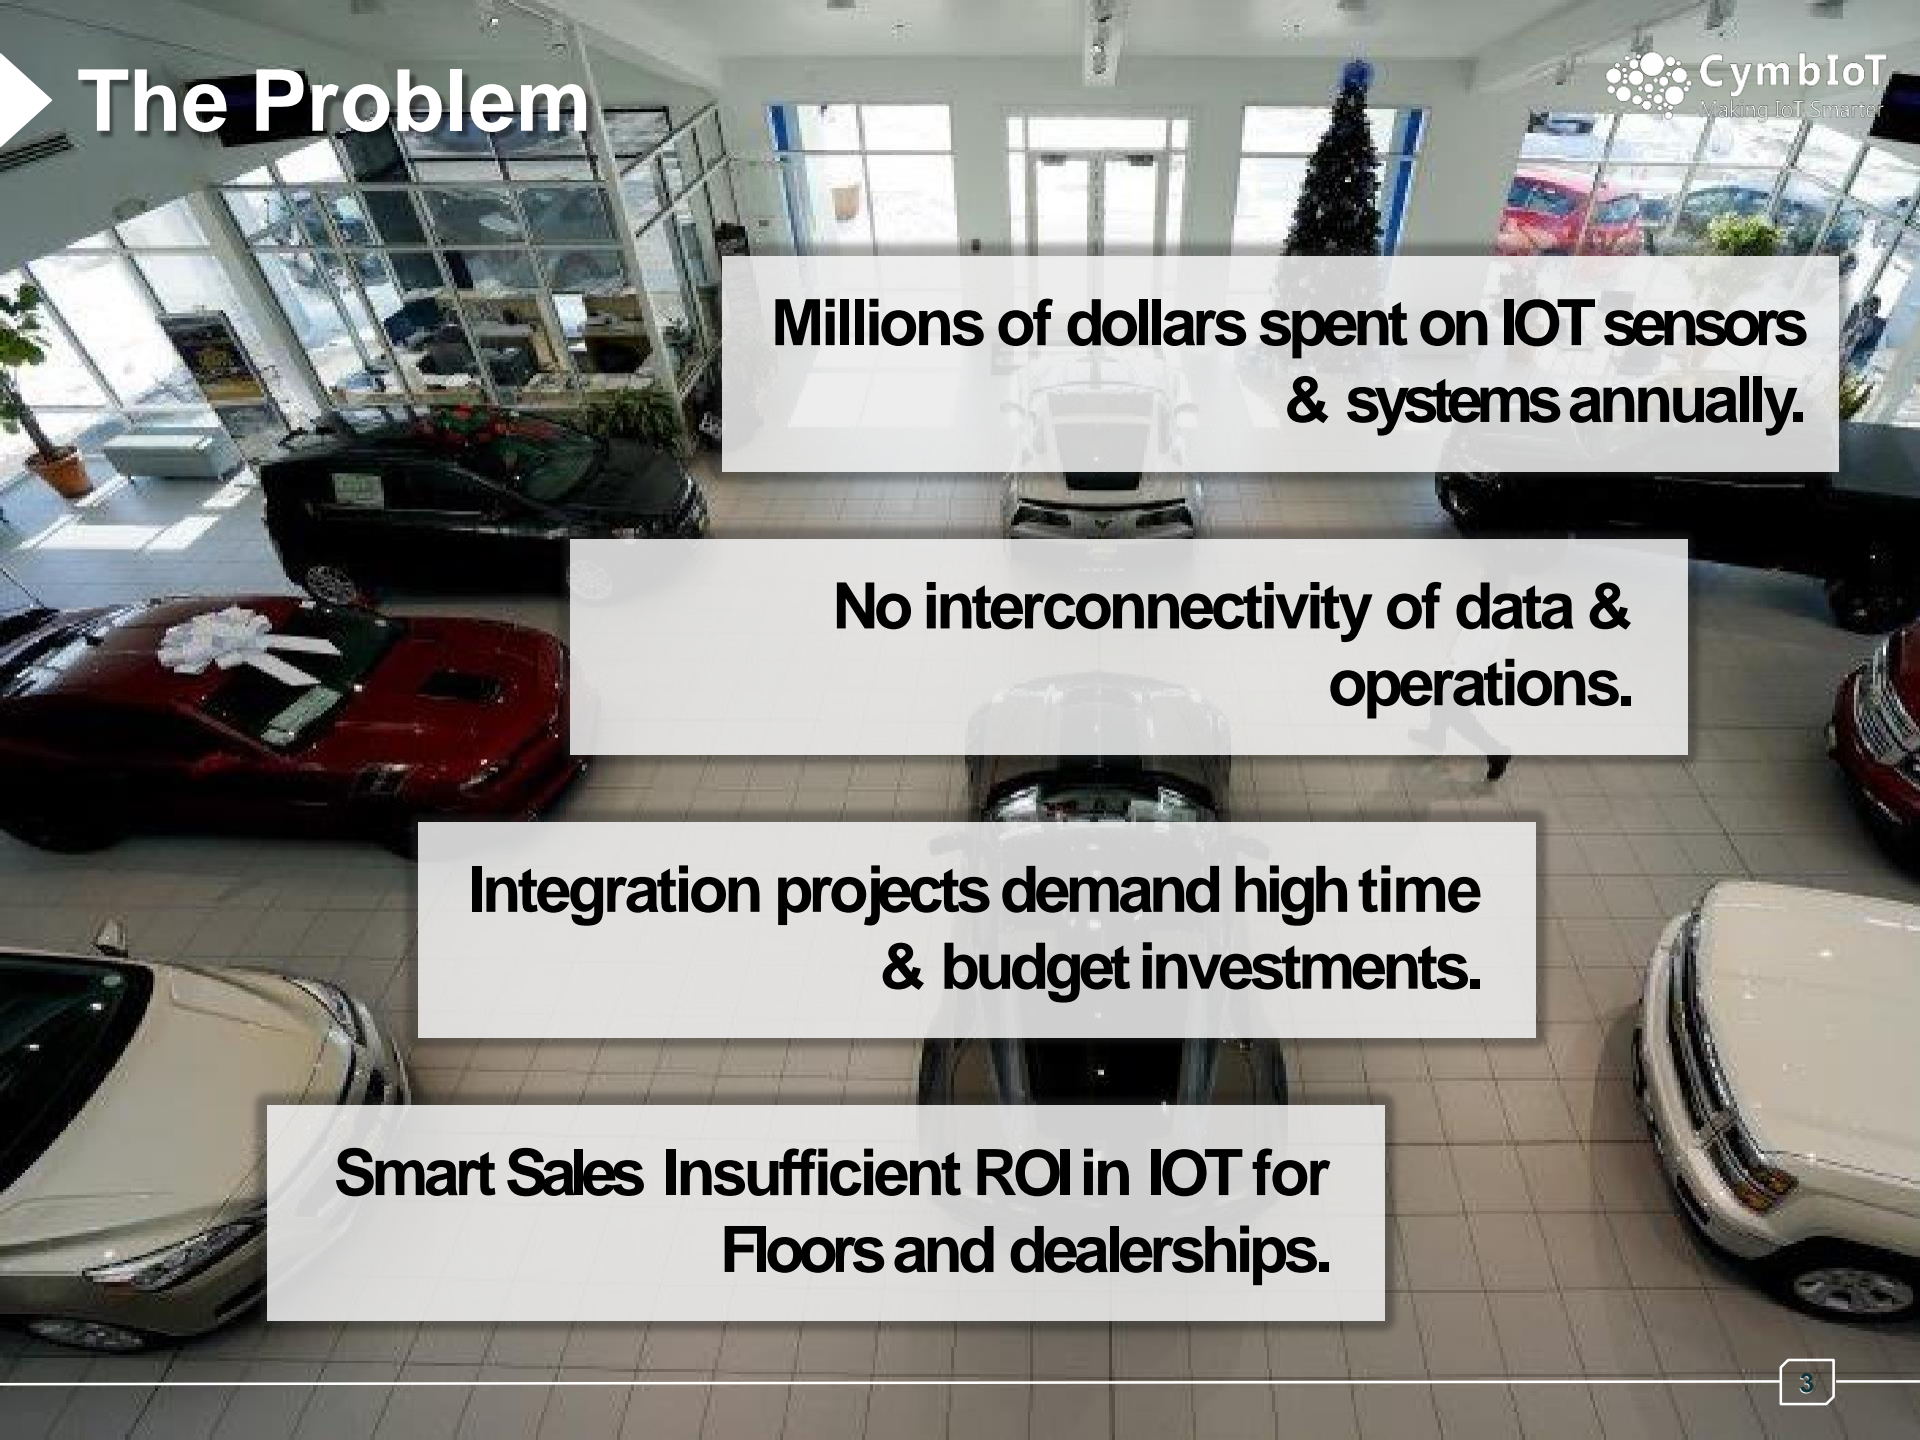 The Problem
CymbIoT
Making IoT Smarter
Millions of dollars spent on IOT sensors
& systems annually.
No interconnectivity of data &
operations.
Integration projects demand high time
& budget investments.
Smart Sales Insufficient ROI in IOT for
Floors and dealerships.
3